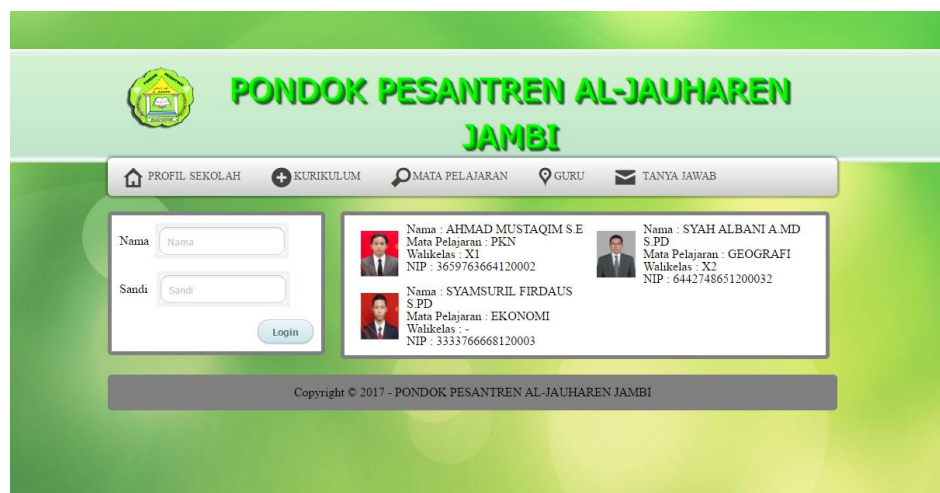 PONDOK PESANTREN AL-JAUHAREN
JAMBI
PROFIL SEKOLAH
KURIKULUM
MATA PELAJARAN
GURU
TANYA JAWAB
Nama
Nama
Sandi
Sandi
Login
Nama : AHMAD MUSTAQIM S.E
Mata Pelajaran : PKN
Walikelas : X1
NIP : 3659763664120002
Nama : SYAH ALBANI A.MD
S.PD
Mata Pelajaran : GEOGRAFI
Walikelas : X2
NIP : 6442748651200032
Nama : SYAMSURIL FIRDAUS
S.PD
Mata Pelajaran : EKONOMI
Walikelas : -
NIP : 3333766668120003
Copyright © 2017 - PONDOK PESANTREN AL-JAUHAREN JAMBI